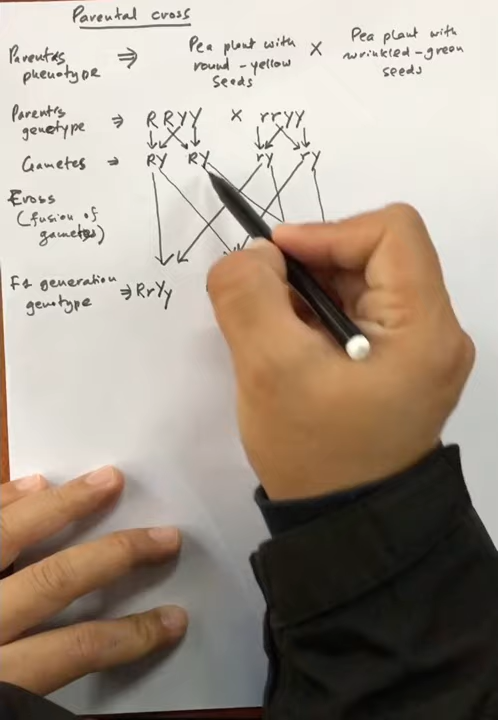 Parental cross
Parents phenotype ⇒ Pea plant with round-yellow seeds × Pea plant with wrinkled-green seeds
Parents genotype ⇒ RRYY × rryy
Gametes ⇒ RY RY ry ry
Cross (fusion of gametes)
F1 generation genotype ⇒ RrYy